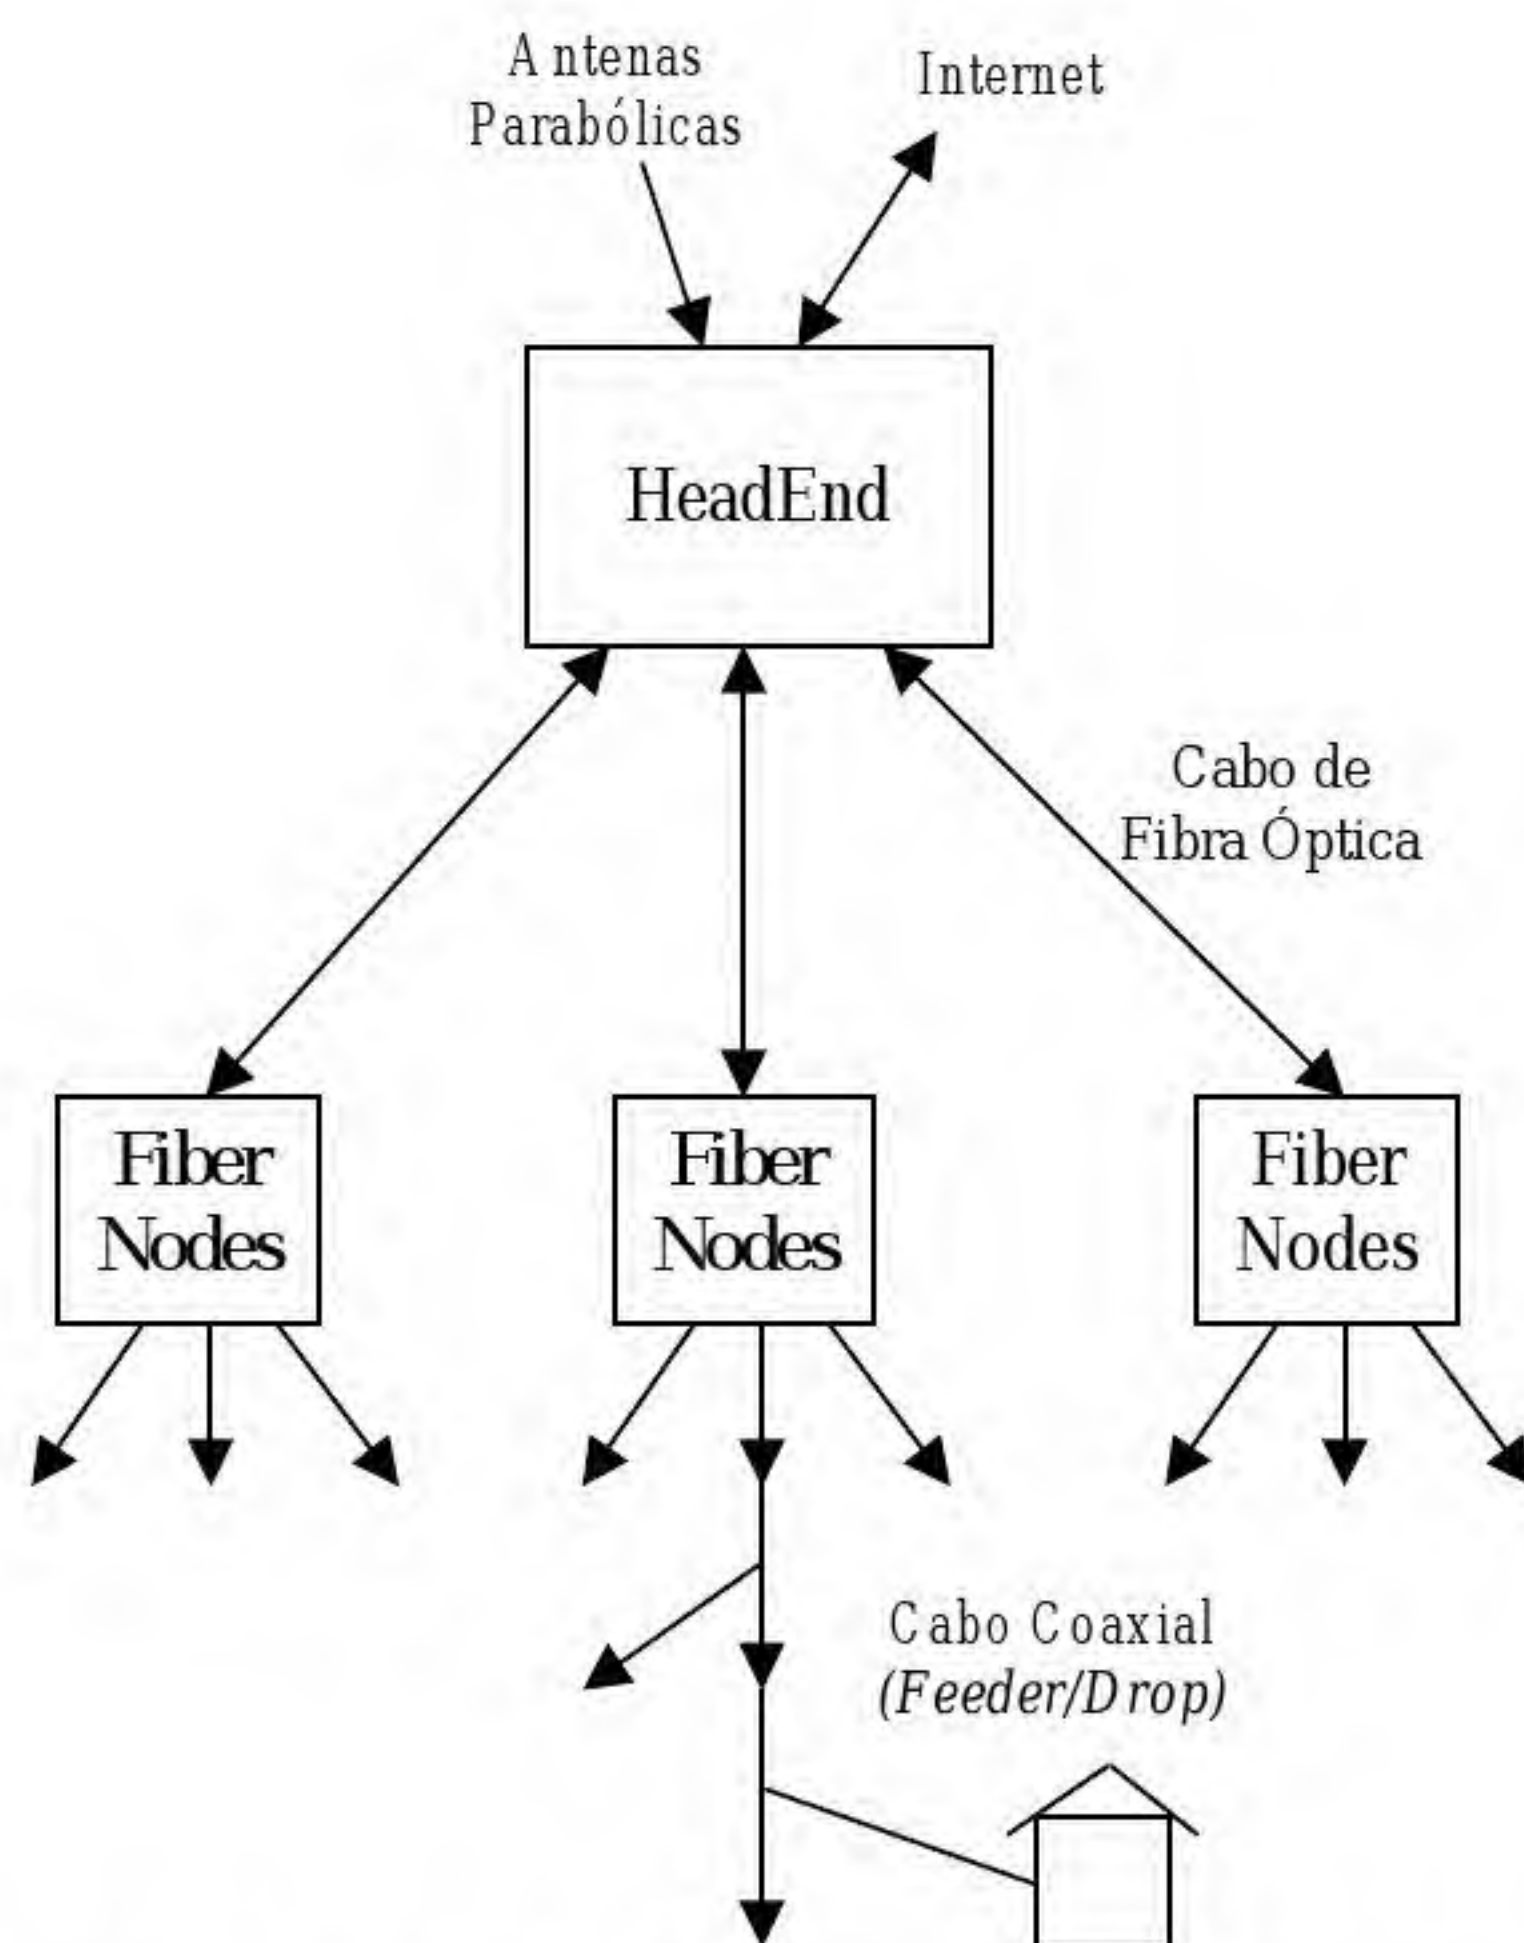 Antenas
Parabólicas
Internet
HeadEnd
Cabo de
Fibra Óptica
Fiber
Nodes
Fiber
Nodes
Fiber
Nodes
Cabo Coaxial
(Feeder/Drop)